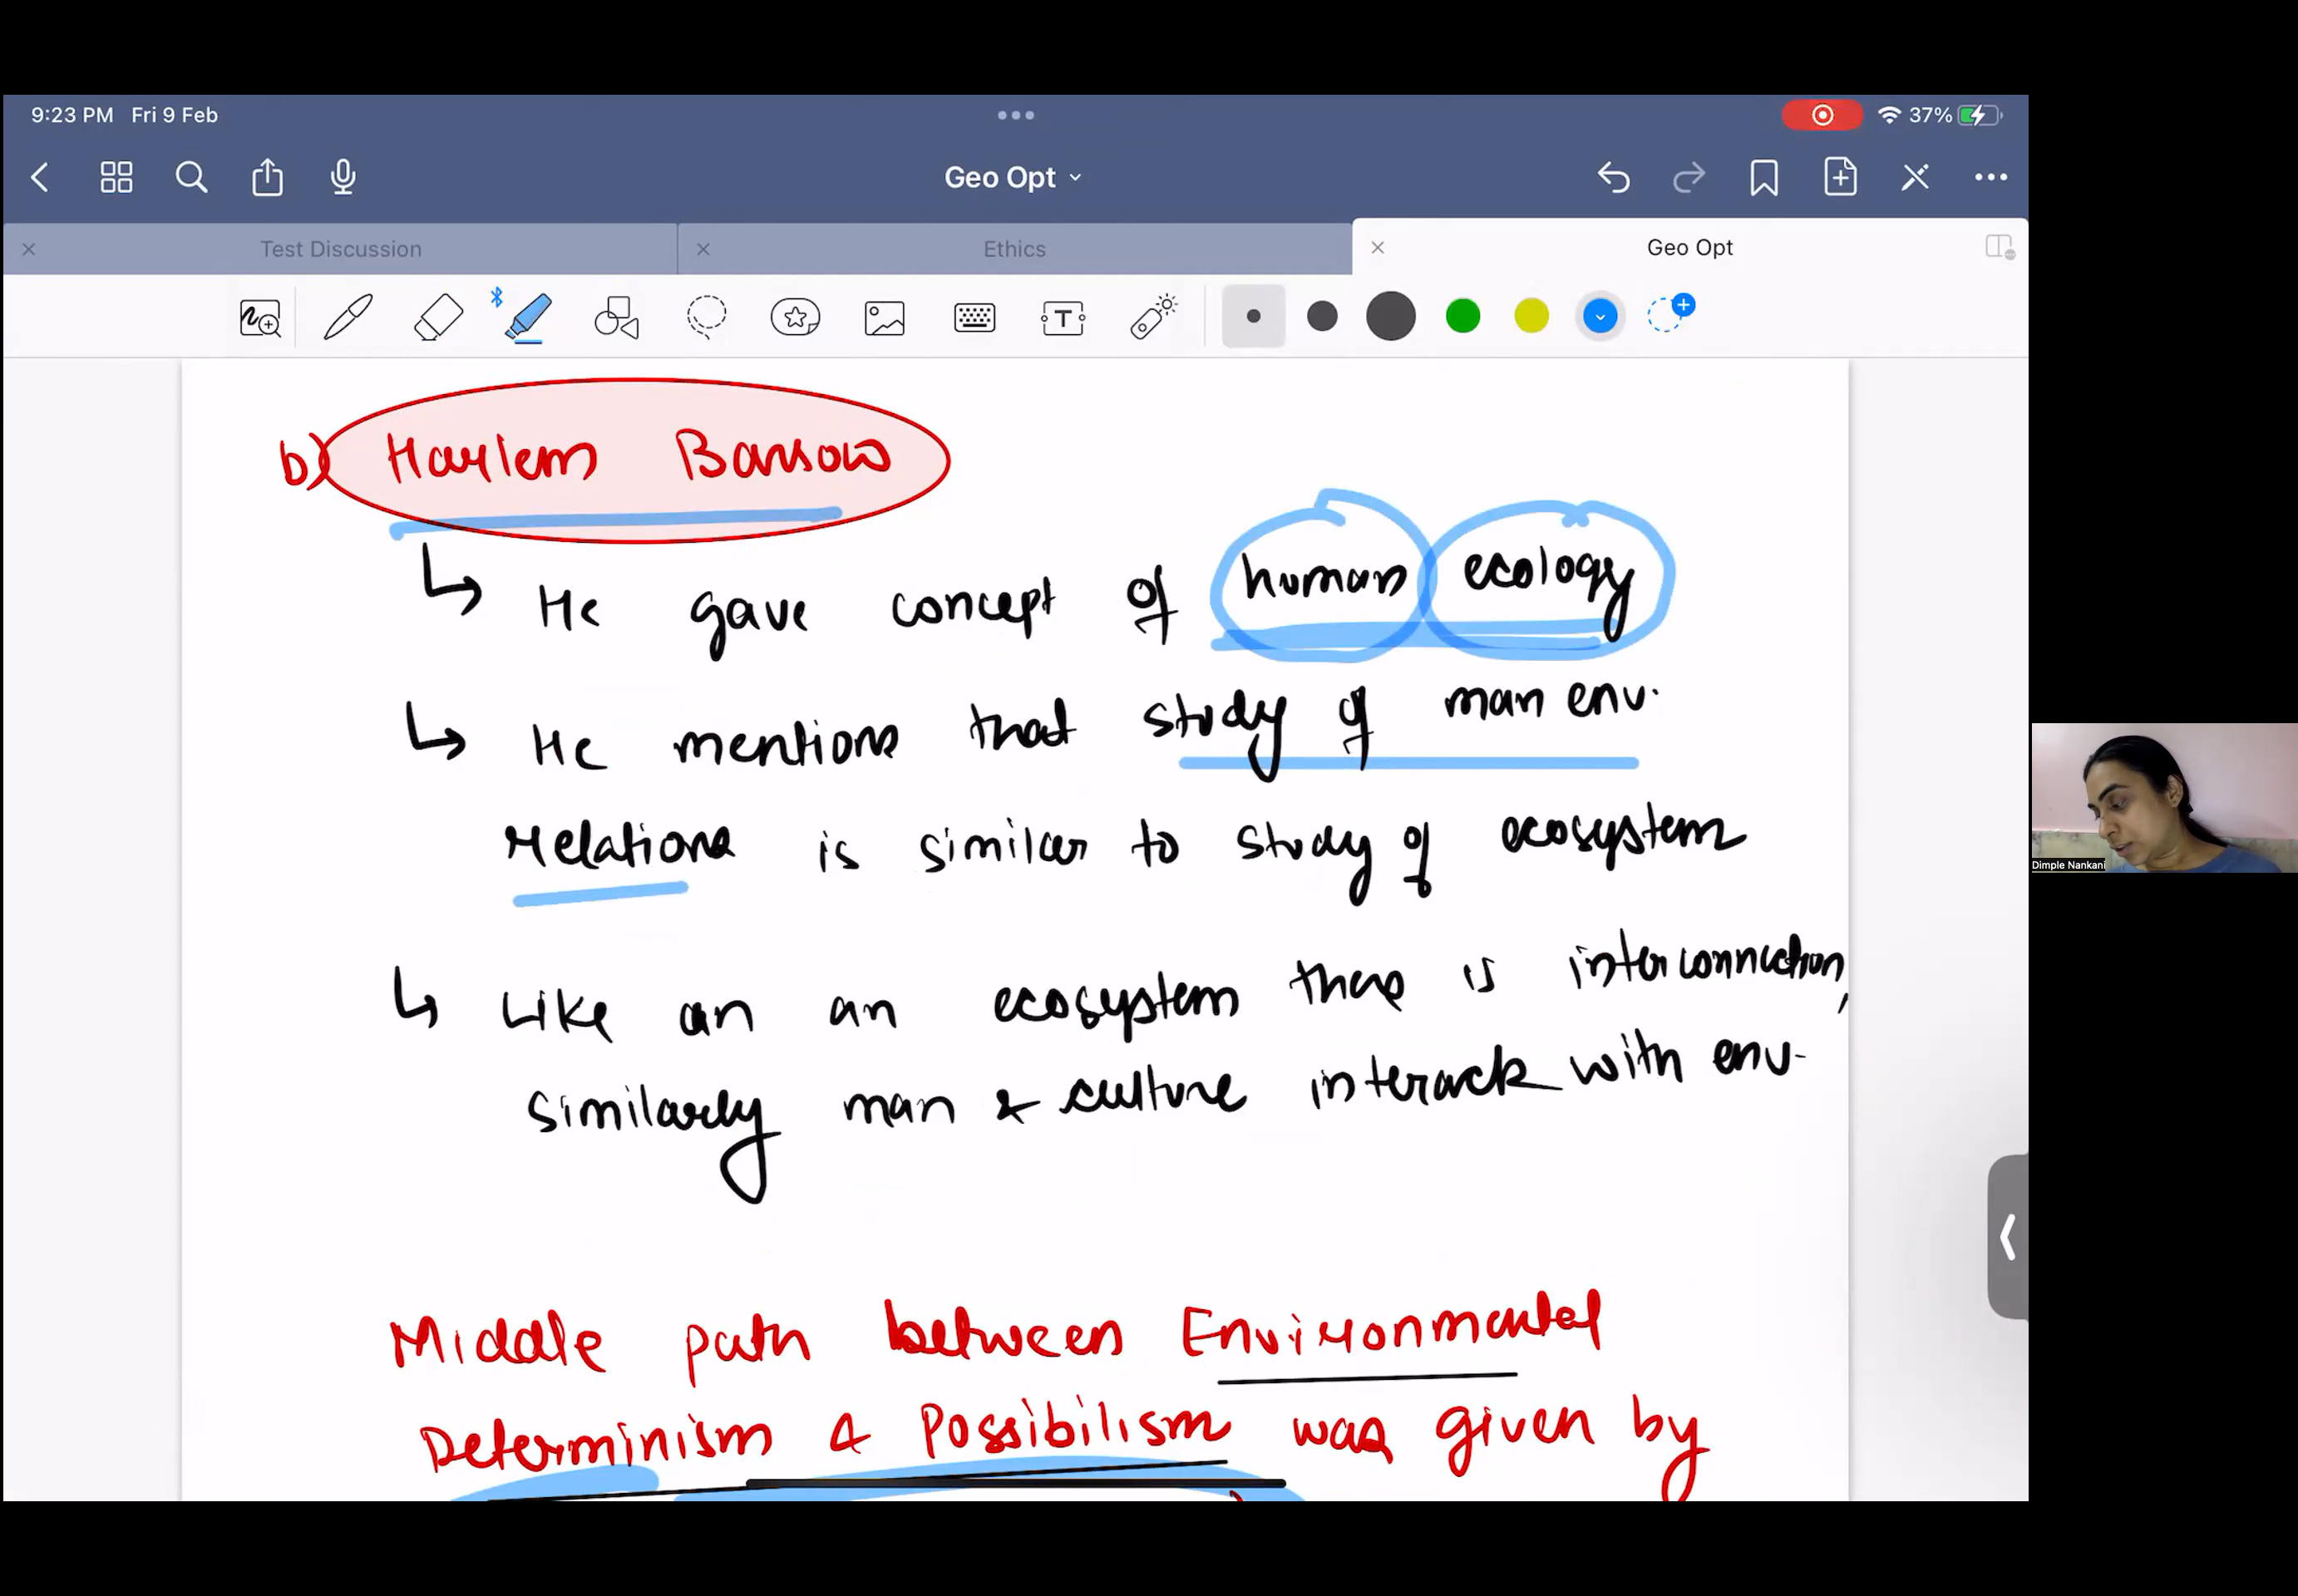 9:23 PM Fri 9 Feb
37%
Geo Opt
Test Discussion
Ethics
Geo Opt
b) Harlem Barrow
↳ He gave concept of human ecology
↳ He mentions that study of man env.
relations is similar to study of ecosystem
↳ Like an an ecosystem there is interconnection,
similarly man & culture interack with env-
Middle path between Environmental
Determinism & Possibilism was given by
Dimple Nankani